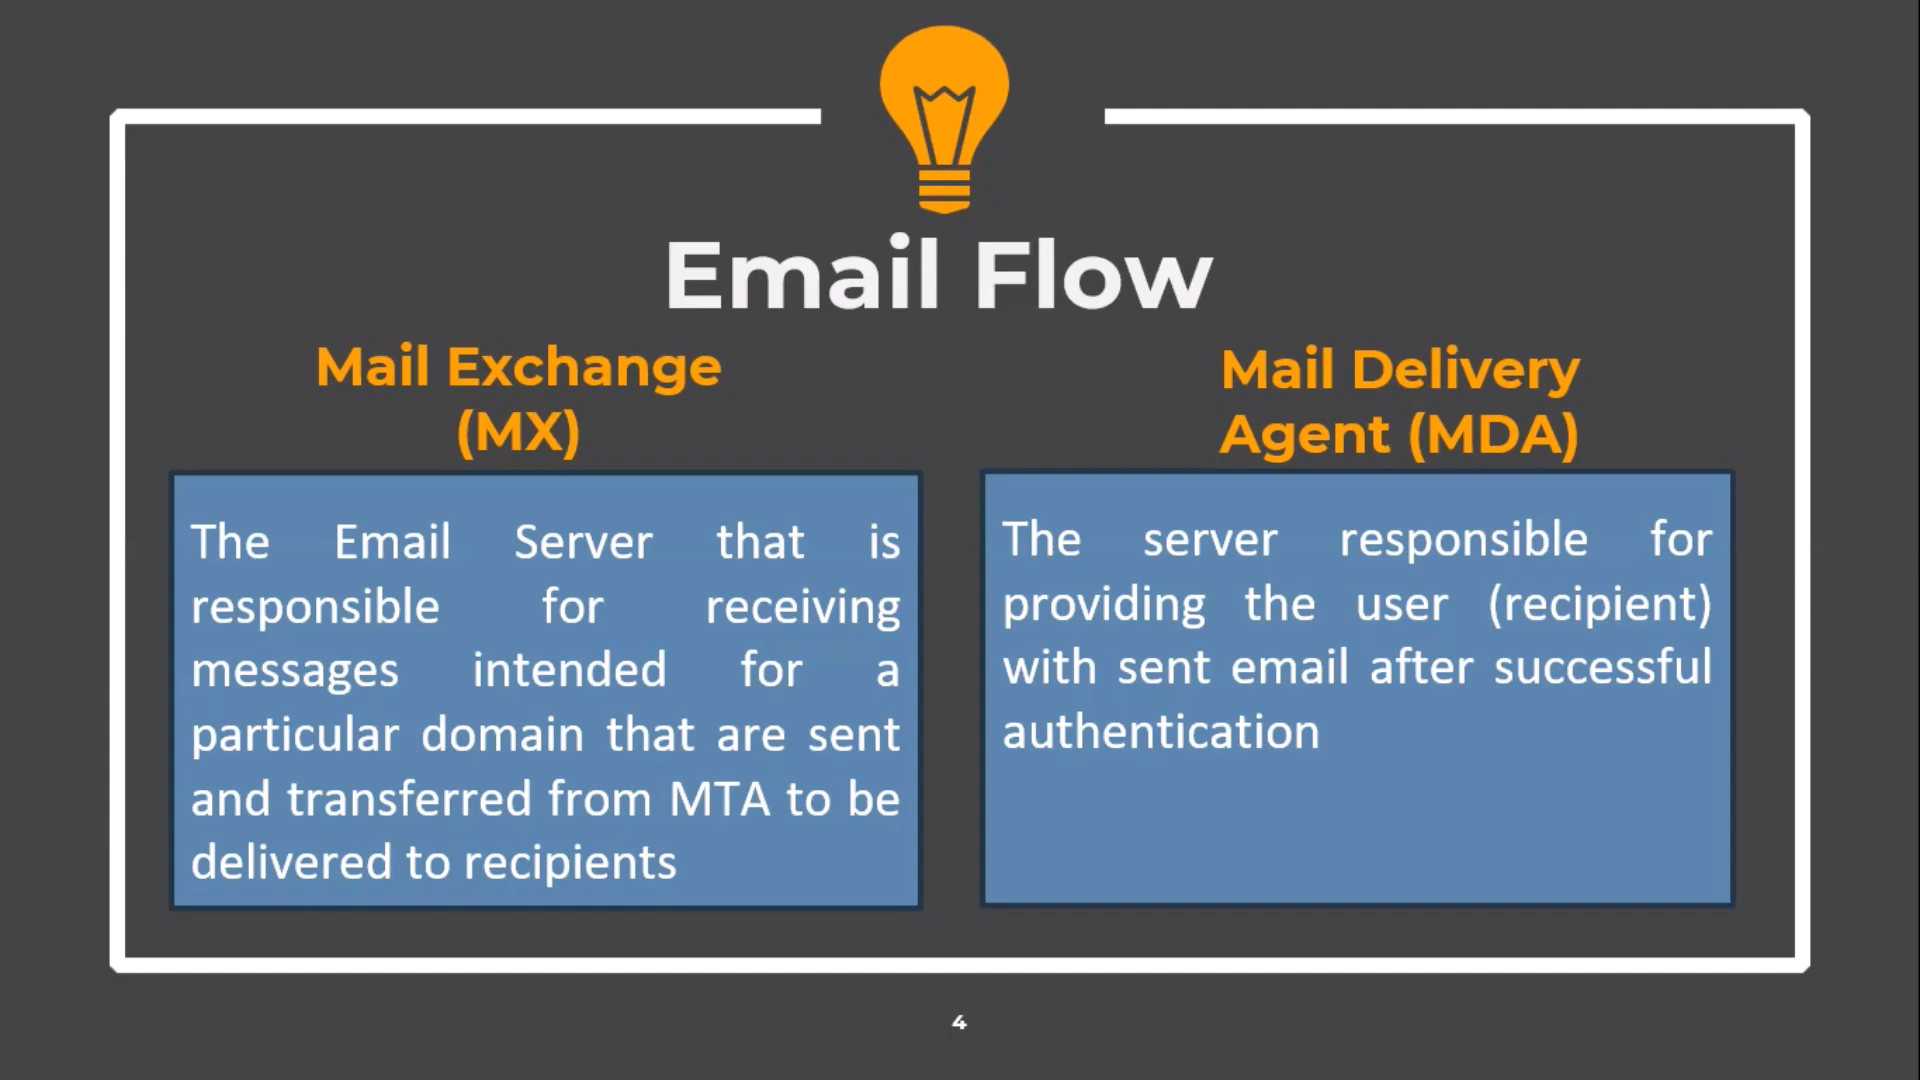 Email Flow
Mail Exchange
(MX)
The Email Server that is
responsible for receiving
messages intended for a
particular domain that are sent
and transferred from MTA to be
delivered to recipients
Mail Delivery
Agent (MDA)
The server responsible for
providing the user (recipient)
with sent email after successful
authentication
4